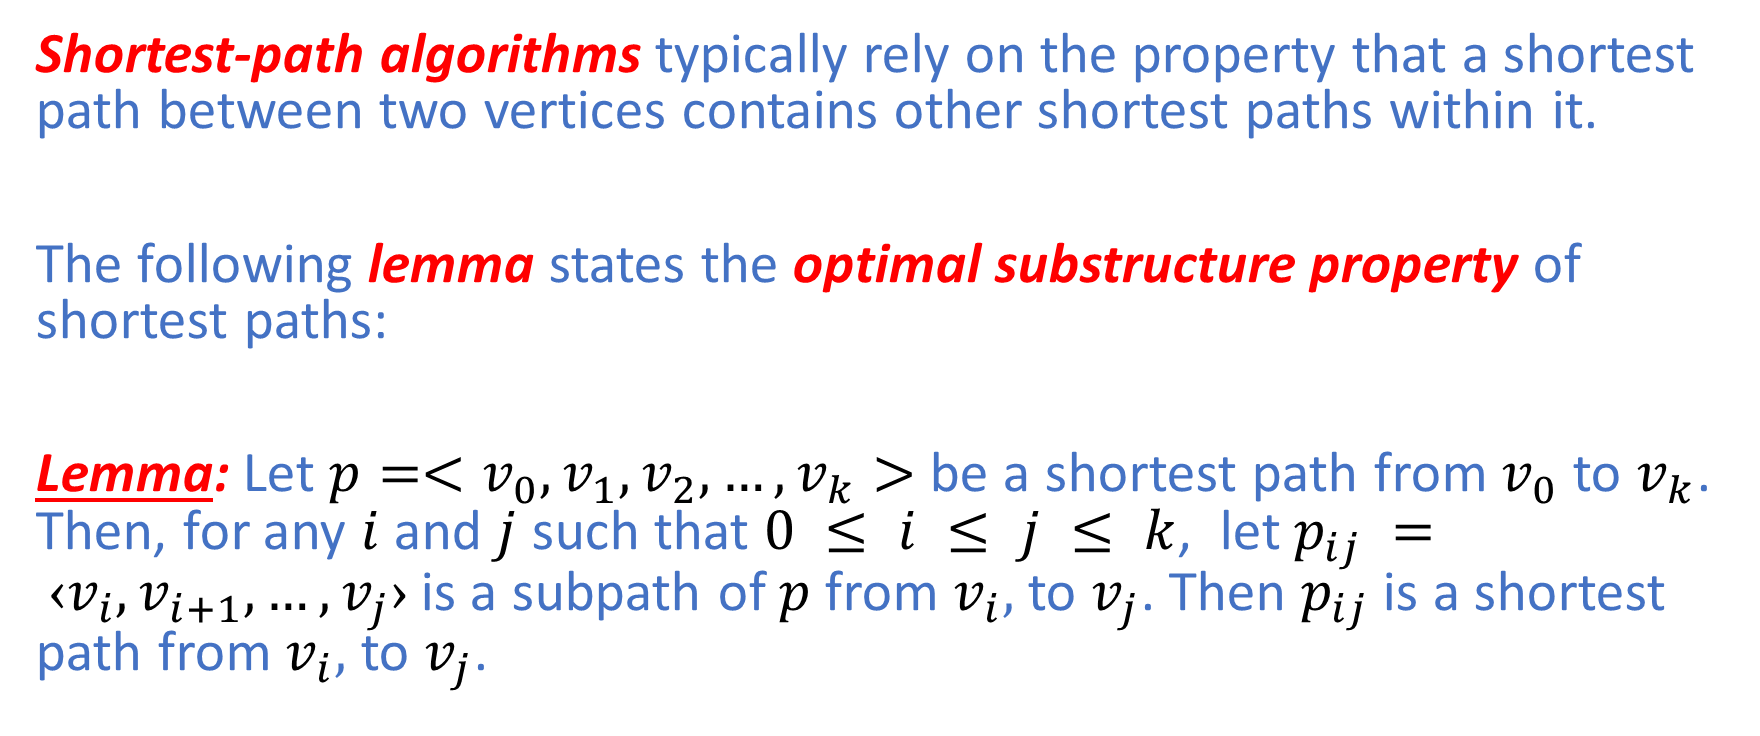 Shortest-path algorithms typically rely on the property that a shortest
path between two vertices contains other shortest paths within it.
The following lemma states the optimal substructure property of
shortest paths:
Lemma: Let p =< v₀, v₁, v₂, … , vₖ > be a shortest path from v₀ to vₖ.
Then, for any i and j such that 0 ≤ i ≤ j ≤ k, let pᵢⱼ =
‹vᵢ, vᵢ₊₁, … , vⱼ› is a subpath of p from vᵢ, to vⱼ. Then pᵢⱼ is a shortest
path from vᵢ, to vⱼ.